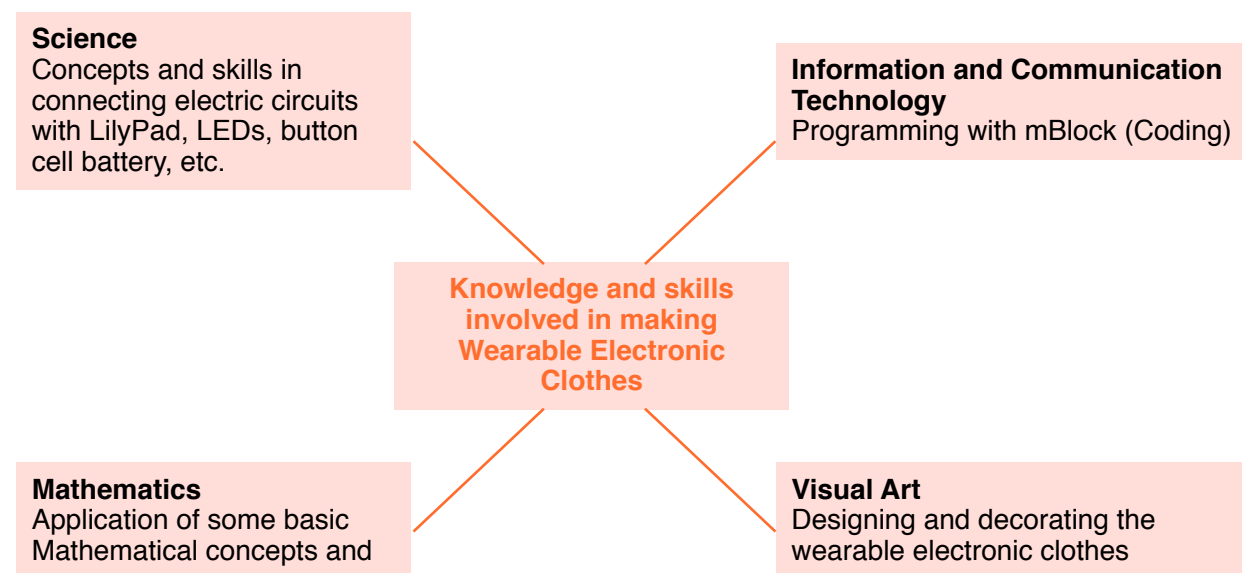 Science
Concepts and skills in
connecting electric circuits
with LilyPad, LEDs, button
cell battery, etc.
Information and Communication
Technology
Programming with mBlock (Coding)
Knowledge and skills
involved in making
Wearable Electronic
Clothes
Mathematics
Application of some basic
Mathematical concepts and
Visual Art
Designing and decorating the
wearable electronic clothes